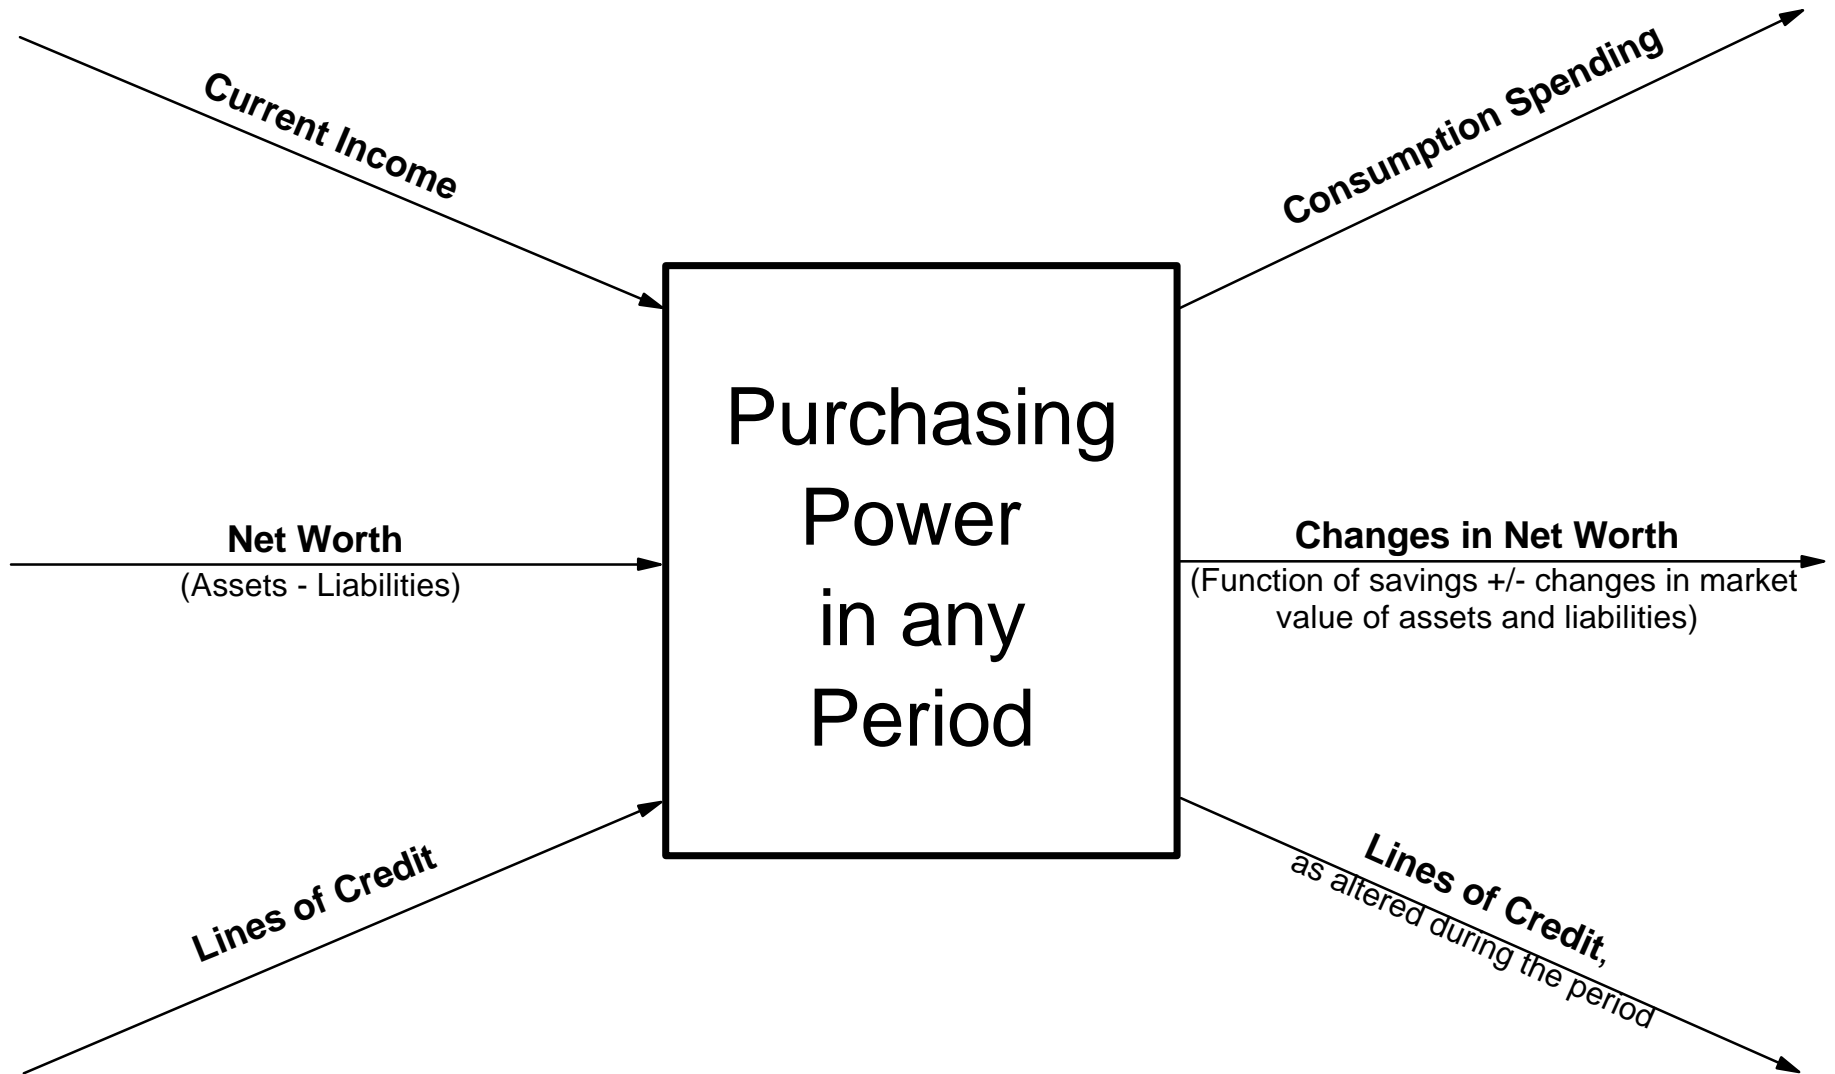 Current Income
Consumption Spending
Purchasing
Power
in any
Period
Net Worth
(Assets - Liabilities)
Changes in Net Worth
(Function of savings +/- changes in market
value of assets and liabilities)
Lines of Credit
Lines of Credit,
as altered during the period